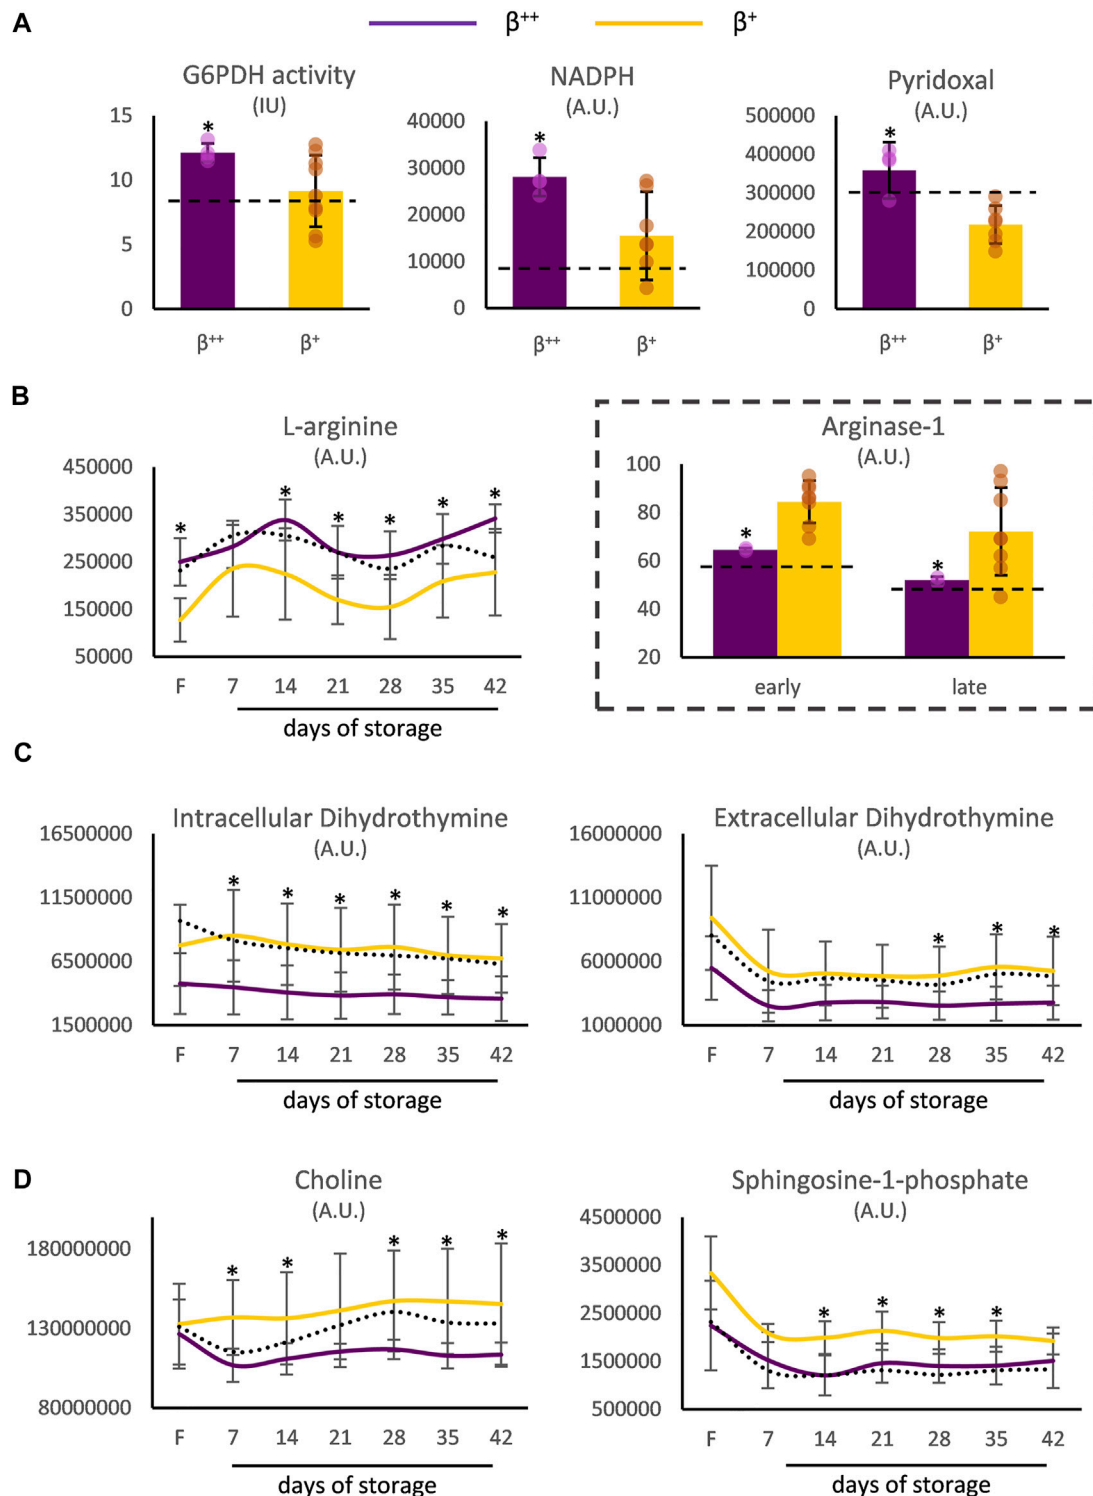 A
β++ β+
G6PDH activity
(IU)
15
10
5
0
*
β++ β+
NADPH
(A.U.)
40000
30000
20000
10000
0
*
β++ β+
Pyridoxal
(A.U.)
500000
400000
300000
200000
100000
0
*
β++ β+
B
L-arginine
(A.U.)
450000
350000
250000
150000
50000
* * * * * *
F 7 14 21 28 35 42
days of storage
Arginase-1
(A.U.)
100
80
60
40
20
* *
early late
C
Intracellular Dihydrothymine
(A.U.)
16500000
11500000
6500000
1500000
* * * * * *
F 7 14 21 28 35 42
days of storage
Extracellular Dihydrothymine
(A.U.)
16000000
11000000
6000000
1000000
* * *
F 7 14 21 28 35 42
days of storage
D
Choline
(A.U.)
180000000
130000000
80000000
* * * * *
F 7 14 21 28 35 42
days of storage
Sphingosine-1-phosphate
(A.U.)
4500000
3500000
2500000
1500000
500000
* * * *
F 7 14 21 28 35 42
days of storage